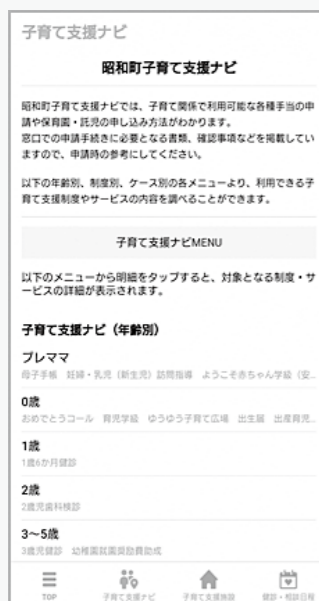 子育て支援ナビ
昭和町子育て支援ナビ
昭和町子育て支援ナビでは、子育て関係で利用可能な各種手当の申
請や保育園・託児の申し込み方法がわかります。
窓口での申請手続きに必要となる書類、確認事項などを掲載してい
ますので、申請時の参考にしてください。
以下の年齢別、制度別、ケース別の各メニューより、利用できる子
育て支援制度やサービスの内容を調べることができます。
子育て支援ナビMENU
以下のメニューから明細をタップすると、対象となる制度・サ
ービスの詳細が表示されます。
子育て支援ナビ（年齢別）
プレママ
母子手帳 妊婦・乳児（新生児）訪問指導 ようこそ赤ちゃん学級（安...
0歳
おめでとうコール 育児学級 ゆうゆう子育て広場 出生届 出産育児...
1歳
1歳6か月健診
2歳
2歳児歯科検診
3〜5歳
3歳児健診 幼稚園就園奨励費助成
TOP 子育て支援ナビ 子育て支援施設 健診・相談日程